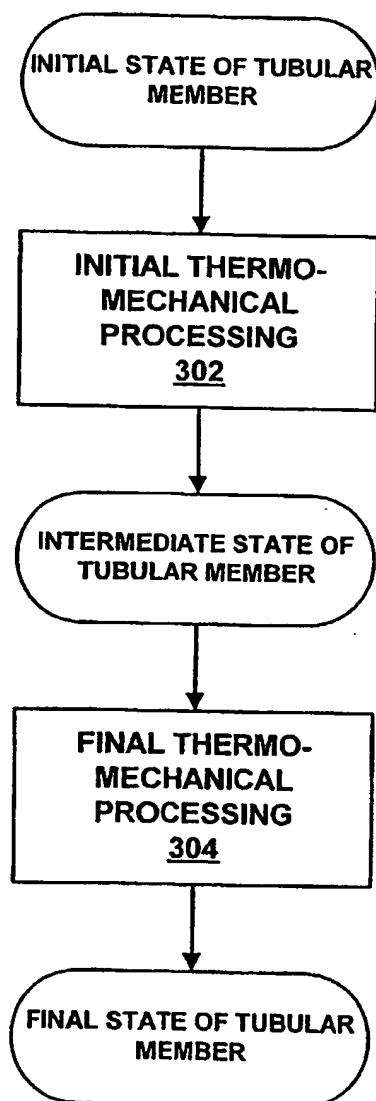 INITIAL STATE OF TUBULAR
MEMBER
INITIAL THERMO-
MECHANICAL
PROCESSING
302
INTERMEDIATE STATE OF
TUBULAR MEMBER
FINAL THERMO-
MECHANICAL
PROCESSING
304
FINAL STATE OF TUBULAR
MEMBER